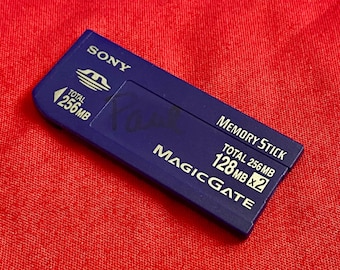 SONY
TOTAL
256MB
MEMORY STICK
TOTAL 256MB
128MB x2
MAGICGATE